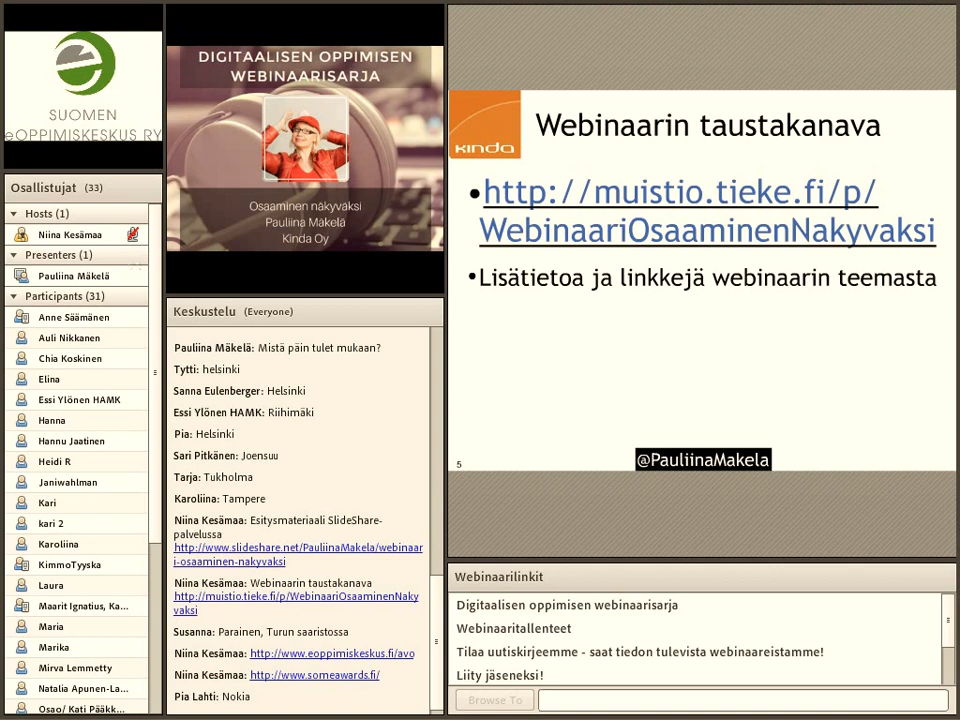 SUOMEN
eOPPIMISKESKUS RY
Osallistujat (33)
Hosts (1)
Niina Kesämaa
Presenters (1)
Pauliina Mäkelä
Participants (31)
Anne Säämänen
Auli Nikkanen
Chia Koskinen
Elina
Essi Ylönen HAMK
Hanna
Hannu Jaatinen
Heidi R
Janiwahlman
Kari
kari 2
Karoliina
KimmoTyyska
Laura
Maarit Ignatius, Ka...
Maria
Marika
Mirva Lemmetty
Natalia Apunen-La...
Osao/ Kati Pääkk...
DIGITAALISEN OPPIMISEN
WEBINAARISARJA
Osaaminen näkyväksi
Pauliina Mäkelä
Kinda Oy
Keskustelu (Everyone)
Pauliina Mäkelä: Mistä päin tulet mukaan?
Tytti: helsinki
Sanna Eulenberger: Helsinki
Essi Ylönen HAMK: Riihimäki
Pia: Helsinki
Sari Pitkänen: Joensuu
Tarja: Tukholma
Karoliina: Tampere
Niina Kesämaa: Esitysmateriaali SlideShare-
palvelussa
http://www.slideshare.net/PauliinaMakela/webinaar
i-osaaminen-nakyvaksi
Niina Kesämaa: Webinaarin taustakanava
http://muistio.tieke.fi/p/WebinaariOsaaminenNaky
vaksi
Susanna: Parainen, Turun saaristossa
Niina Kesämaa: http://www.eoppimiskeskus.fi/avo
Niina Kesämaa: http://www.someawards.fi/
Pia Lahti: Nokia
kinda
Webinaarin taustakanava
•http://muistio.tieke.fi/p/
WebinaariOsaaminenNakyvaksi
•Lisätietoa ja linkkejä webinaarin teemasta
5
@PauliinaMakela
Webinaarilinkit
Digitaalisen oppimisen webinaarisarja
Webinaaritallenteet
Tilaa uutiskirjeemme - saat tiedon tulevista webinaareistamme!
Liity jäseneksi!
Browse To